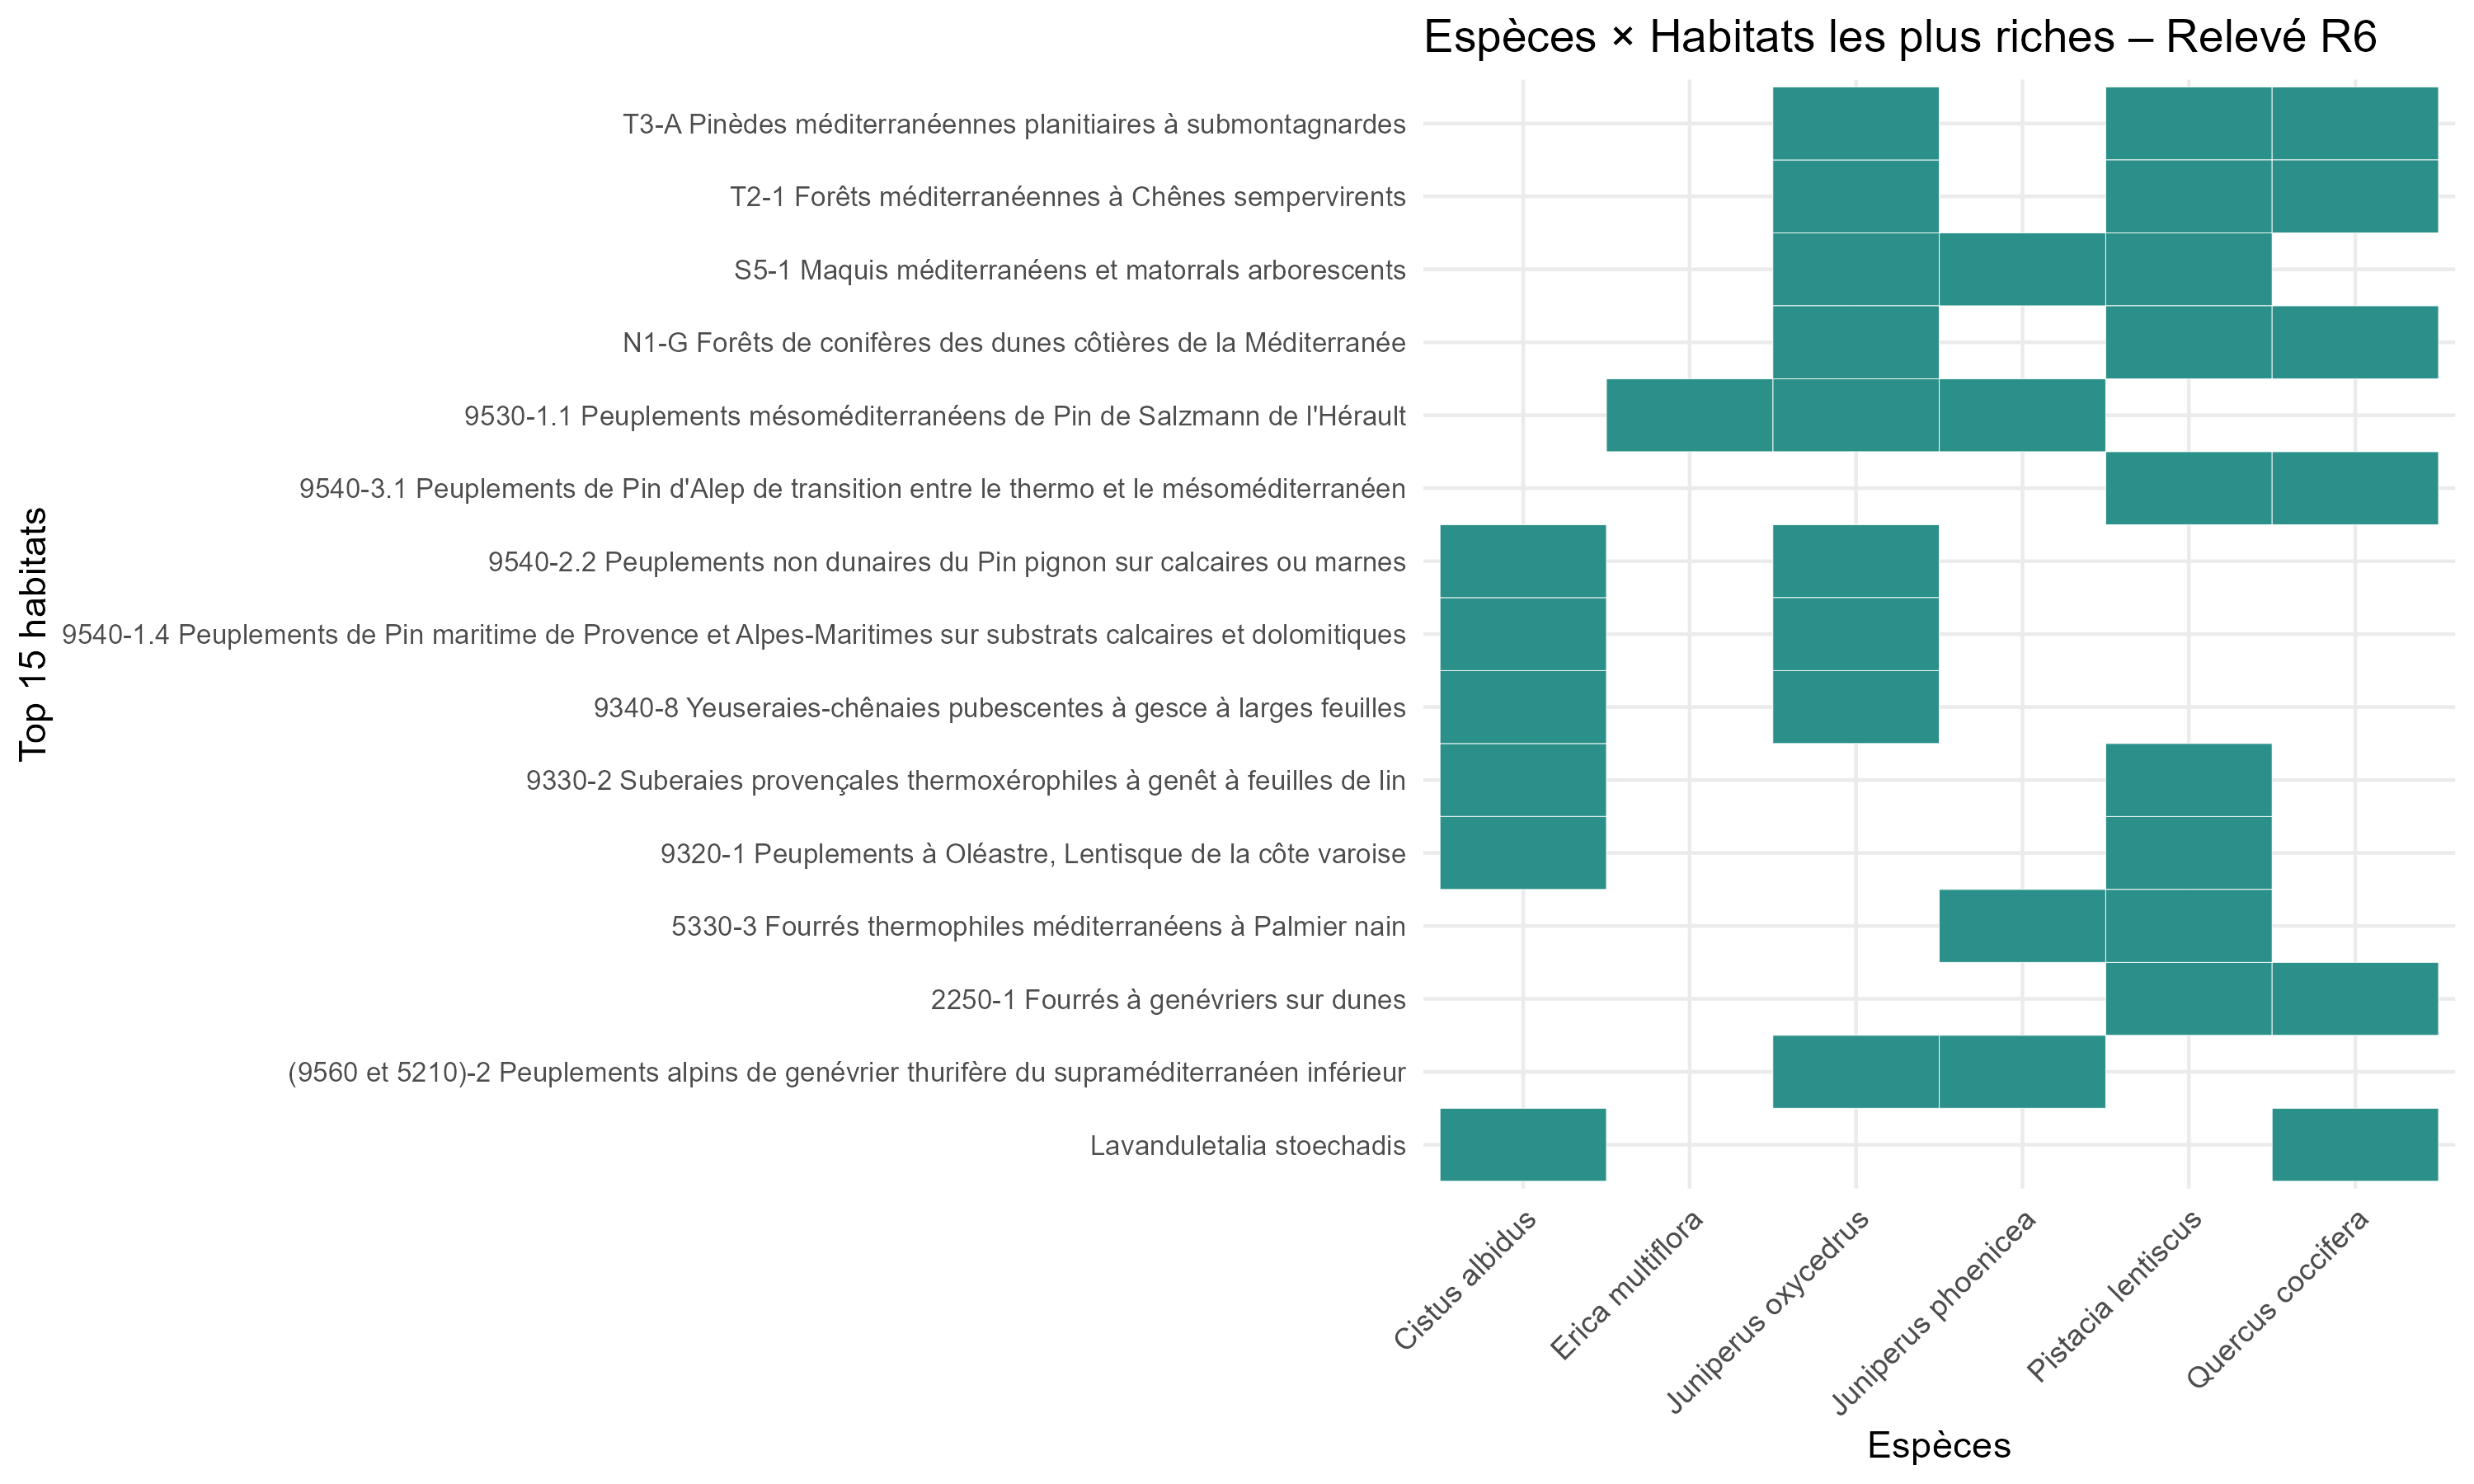 Espèces × Habitats les plus riches – Relevé R6
T3-A Pinèdes méditerranéennes planitiaires à submontagnardes
T2-1 Forêts méditerranéennes à Chênes sempervirents
S5-1 Maquis méditerranéens et matorrals arborescents
N1-G Forêts de conifères des dunes côtières de la Méditerranée
9530-1.1 Peuplements mésoméditerranéens de Pin de Salzmann de l'Hérault
9540-3.1 Peuplements de Pin d'Alep de transition entre le thermo et le mésoméditerranéen
9540-2.2 Peuplements non dunaires du Pin pignon sur calcaires ou marnes
9540-1.4 Peuplements de Pin maritime de Provence et Alpes-Maritimes sur substrats calcaires et dolomitiques
9340-8 Yeuseraies-chênaies pubescentes à gesce à larges feuilles
9330-2 Suberaies provençales thermoxérophiles à genêt à feuilles de lin
9320-1 Peuplements à Oléastre, Lentisque de la côte varoise
5330-3 Fourrés thermophiles méditerranéens à Palmier nain
2250-1 Fourrés à genévriers sur dunes
(9560 et 5210)-2 Peuplements alpins de genévrier thurifère du supraméditerranéen inférieur
Lavanduletalia stoechadis
Top 15 habitats
Cistus albidus
Erica multiflora
Juniperus oxycedrus
Juniperus phoenicea
Pistacia lentiscus
Quercus coccifera
Espèces